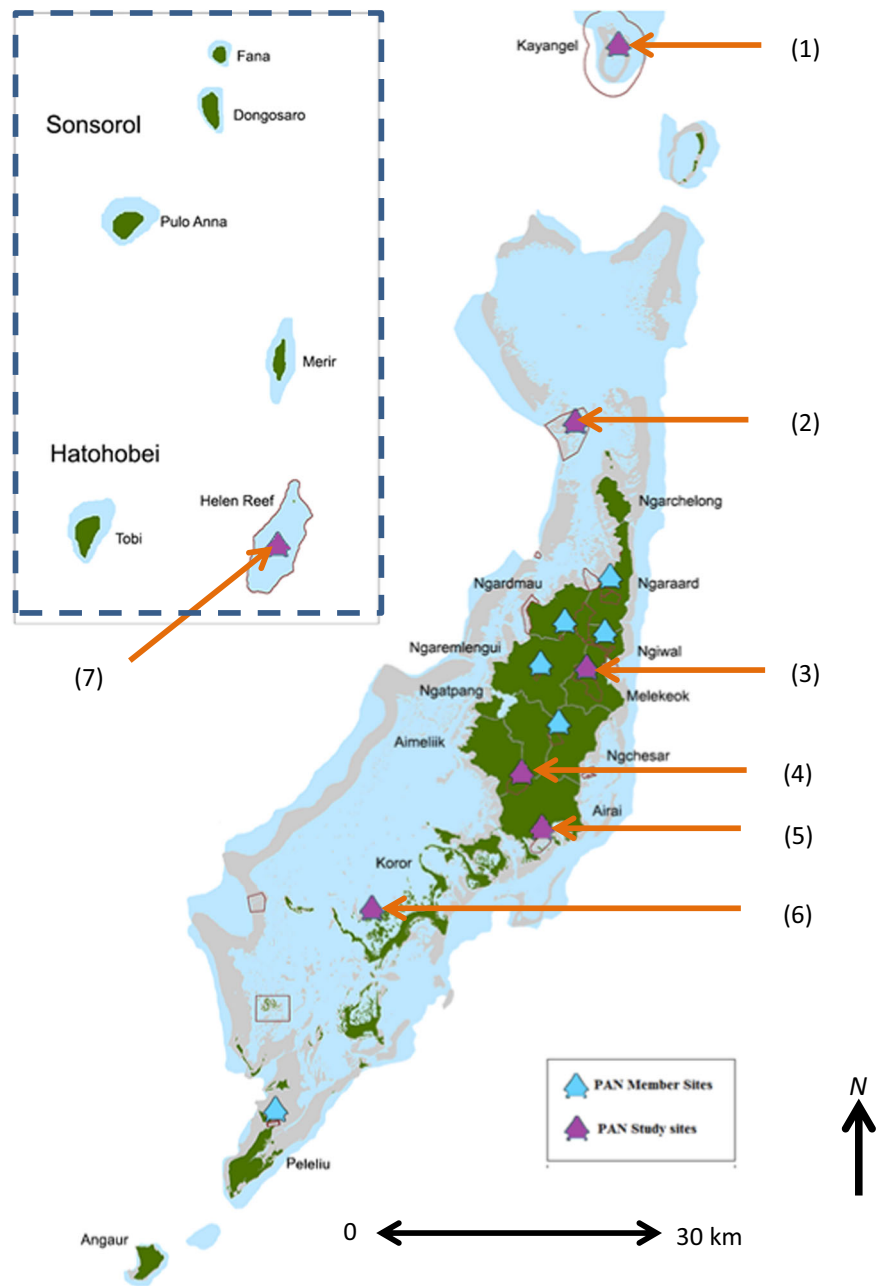 Fana
Dongosaro
Sonsorol
Pulo Anna
Merir
Hatohobei
Helen Reef
Tobi
(7)
Kayangel
(1)
(2)
Ngarchelong
Ngardmau
Ngaraard
Ngaremlengui
Ngiwal
(3)
Ngatpang
Melekeok
Aimeliik
Ngchesar
(4)
Airai
(5)
Koror
(6)
PAN Member Sites
PAN Study sites
N
Peleliu
Angaur
0
30 km